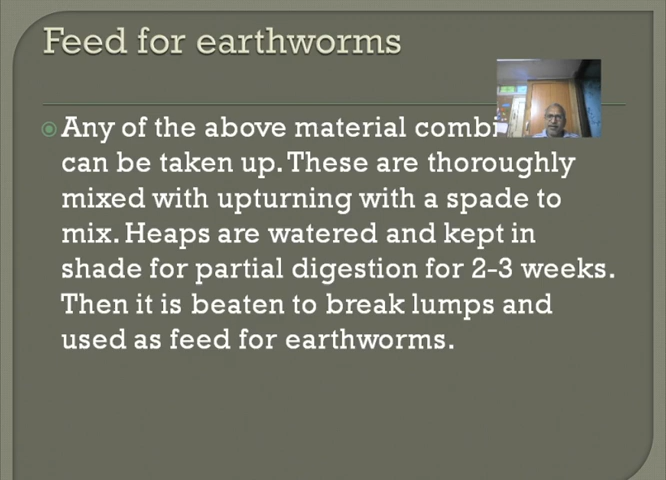 Feed for earthworms
Any of the above material
can be taken up. These are thoroughly
mixed with upturning with a spade to
mix. Heaps are watered and kept in
shade for partial digestion for 2-3 weeks.
Then it is beaten to break lumps and
used as feed for earthworms.